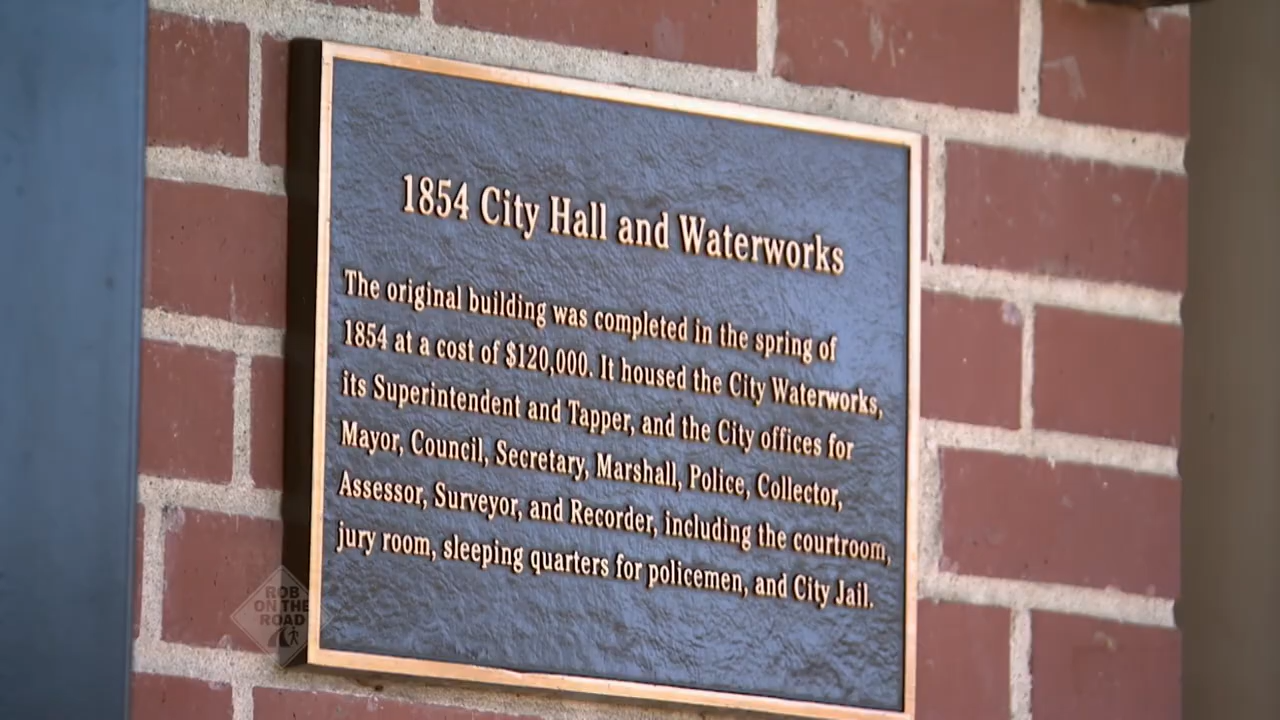 1854 City Hall and Waterworks
The original building was completed in the spring of
1854 at a cost of $120,000. It housed the City Waterworks,
its Superintendent and Tapper, and the City offices for
Mayor, Council, Secretary, Marshall, Police, Collector,
Assessor, Surveyor, and Recorder, including the courtroom,
jury room, sleeping quarters for policemen, and City Jail.
ROB
ON THE
ROAD